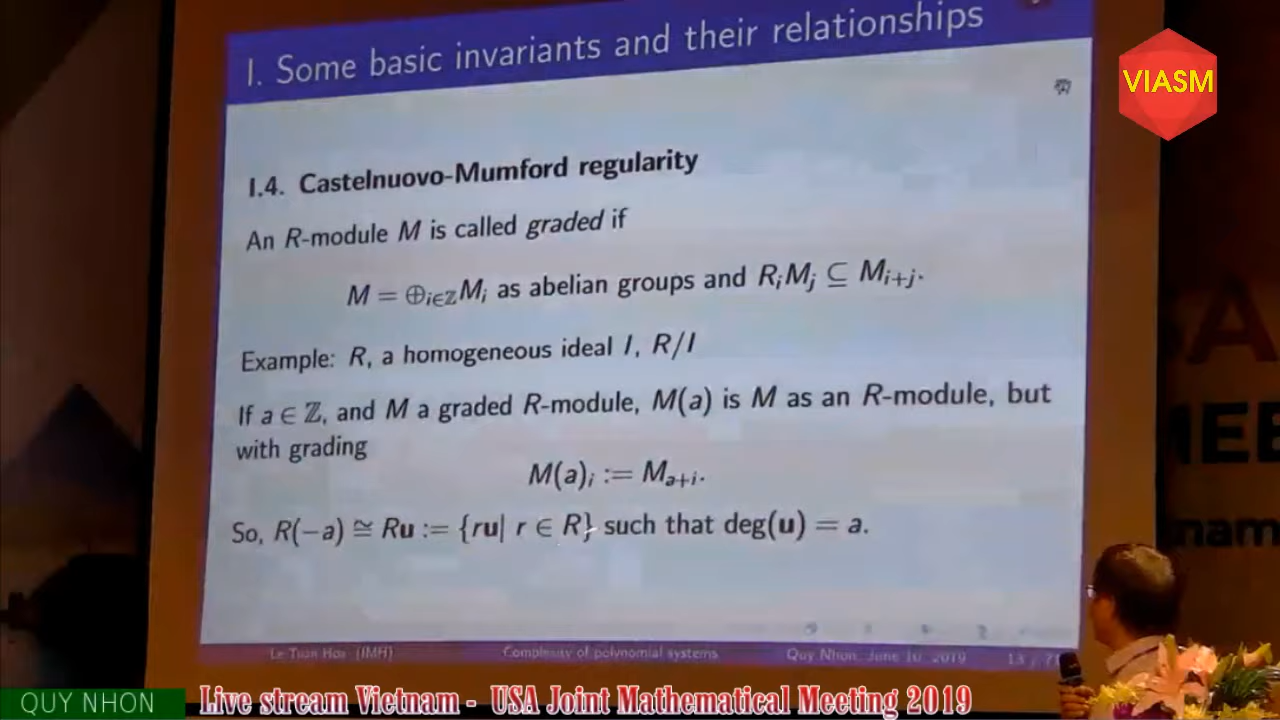 I. Some basic invariants and their relationships
VIASM
I.4. Castelnuovo-Mumford regularity
An R-module M is called graded if
M = ⊕_{i∈ℤ} M_i as abelian groups and R_i M_j ⊆ M_{i+j}.
Example: R, a homogeneous ideal I, R/I
If a ∈ ℤ, and M a graded R-module, M(a) is M as an R-module, but
with grading
M(a)_i := M_{a+i}.
So, R(−a) ≅ Ru := {ru| r ∈ R} such that deg(u) = a.
Le Tuan Hoa (IMH) Complexity of polynomial systems Quy Nhon, June 10, 2019 13
QUY NHON
Live stream Vietnam - USA Joint Mathematical Meeting 2019